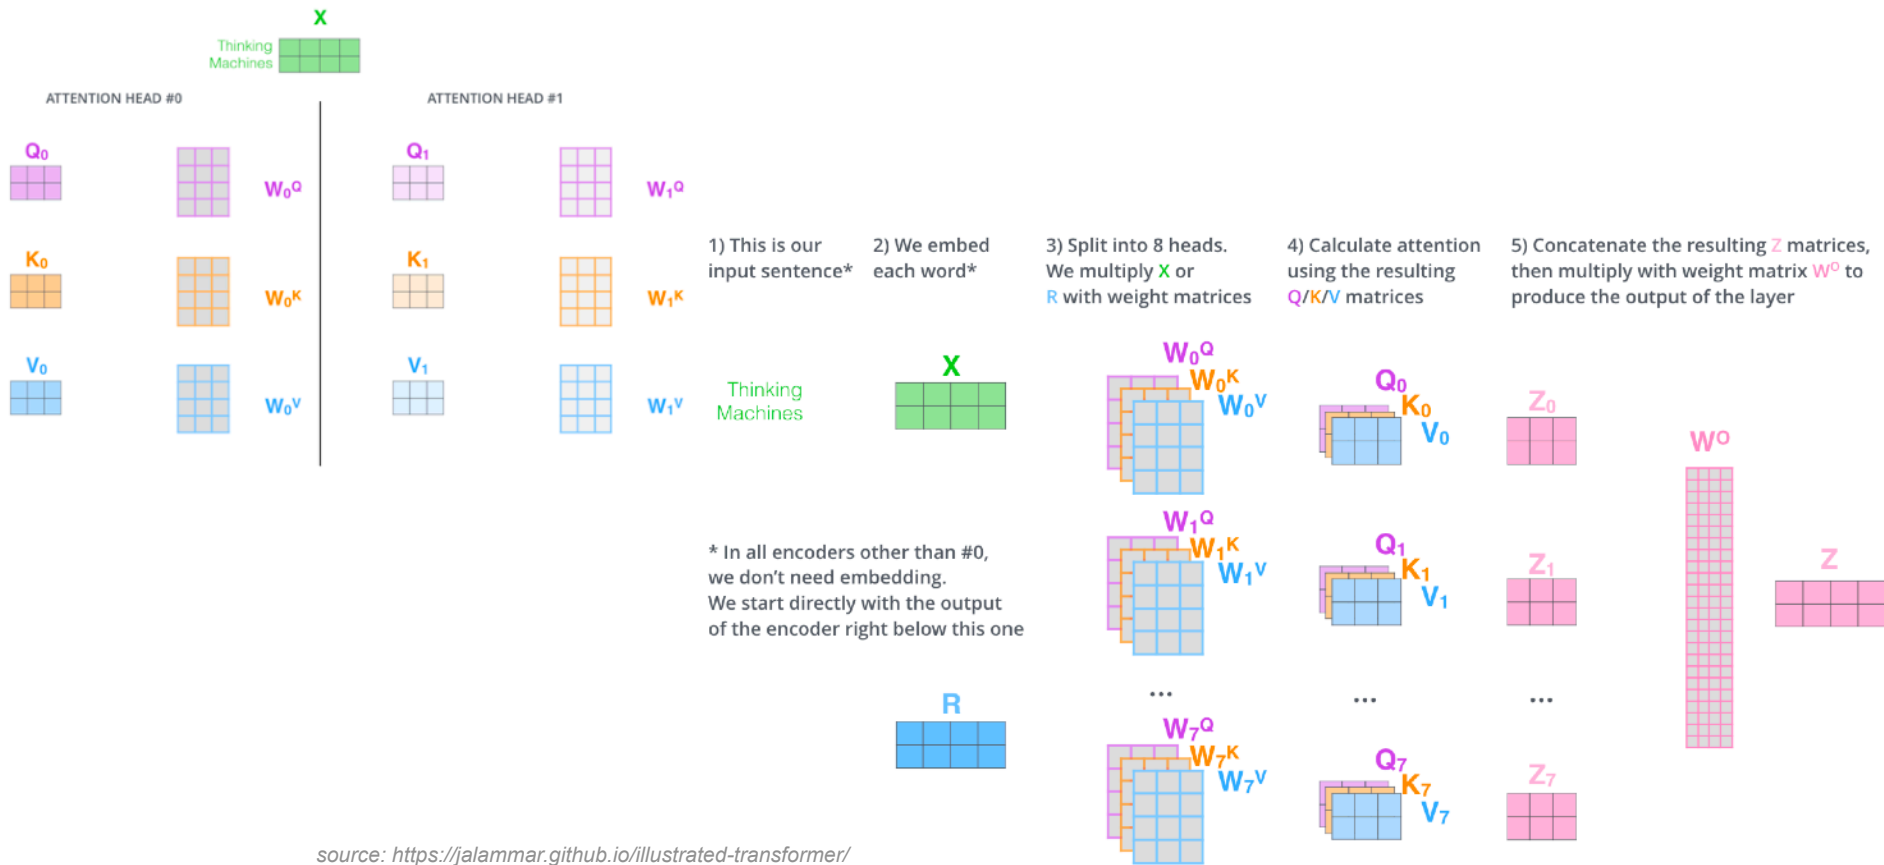 X
Thinking
Machines
ATTENTION HEAD #0
ATTENTION HEAD #1
Q₀
W₀Q
Q₁
W₁Q
K₀
W₀K
K₁
W₁K
V₀
W₀V
V₁
W₁V
1) This is our
input sentence*
2) We embed
each word*
3) Split into 8 heads.
We multiply X or
R with weight matrices
4) Calculate attention
using the resulting
Q/K/V matrices
5) Concatenate the resulting Z matrices,
then multiply with weight matrix Wᴼ to
produce the output of the layer
Thinking
Machines
X
W₀Q
W₀K
W₀V
Q₀
K₀
V₀
Z₀
Wᴼ
* In all encoders other than #0,
we don't need embedding.
We start directly with the output
of the encoder right below this one
W₁Q
W₁K
W₁V
Q₁
K₁
V₁
Z₁
Z
...
...
...
R
W₇Q
W₇K
W₇V
Q₇
K₇
V₇
Z₇
source: https://jalammar.github.io/illustrated-transformer/